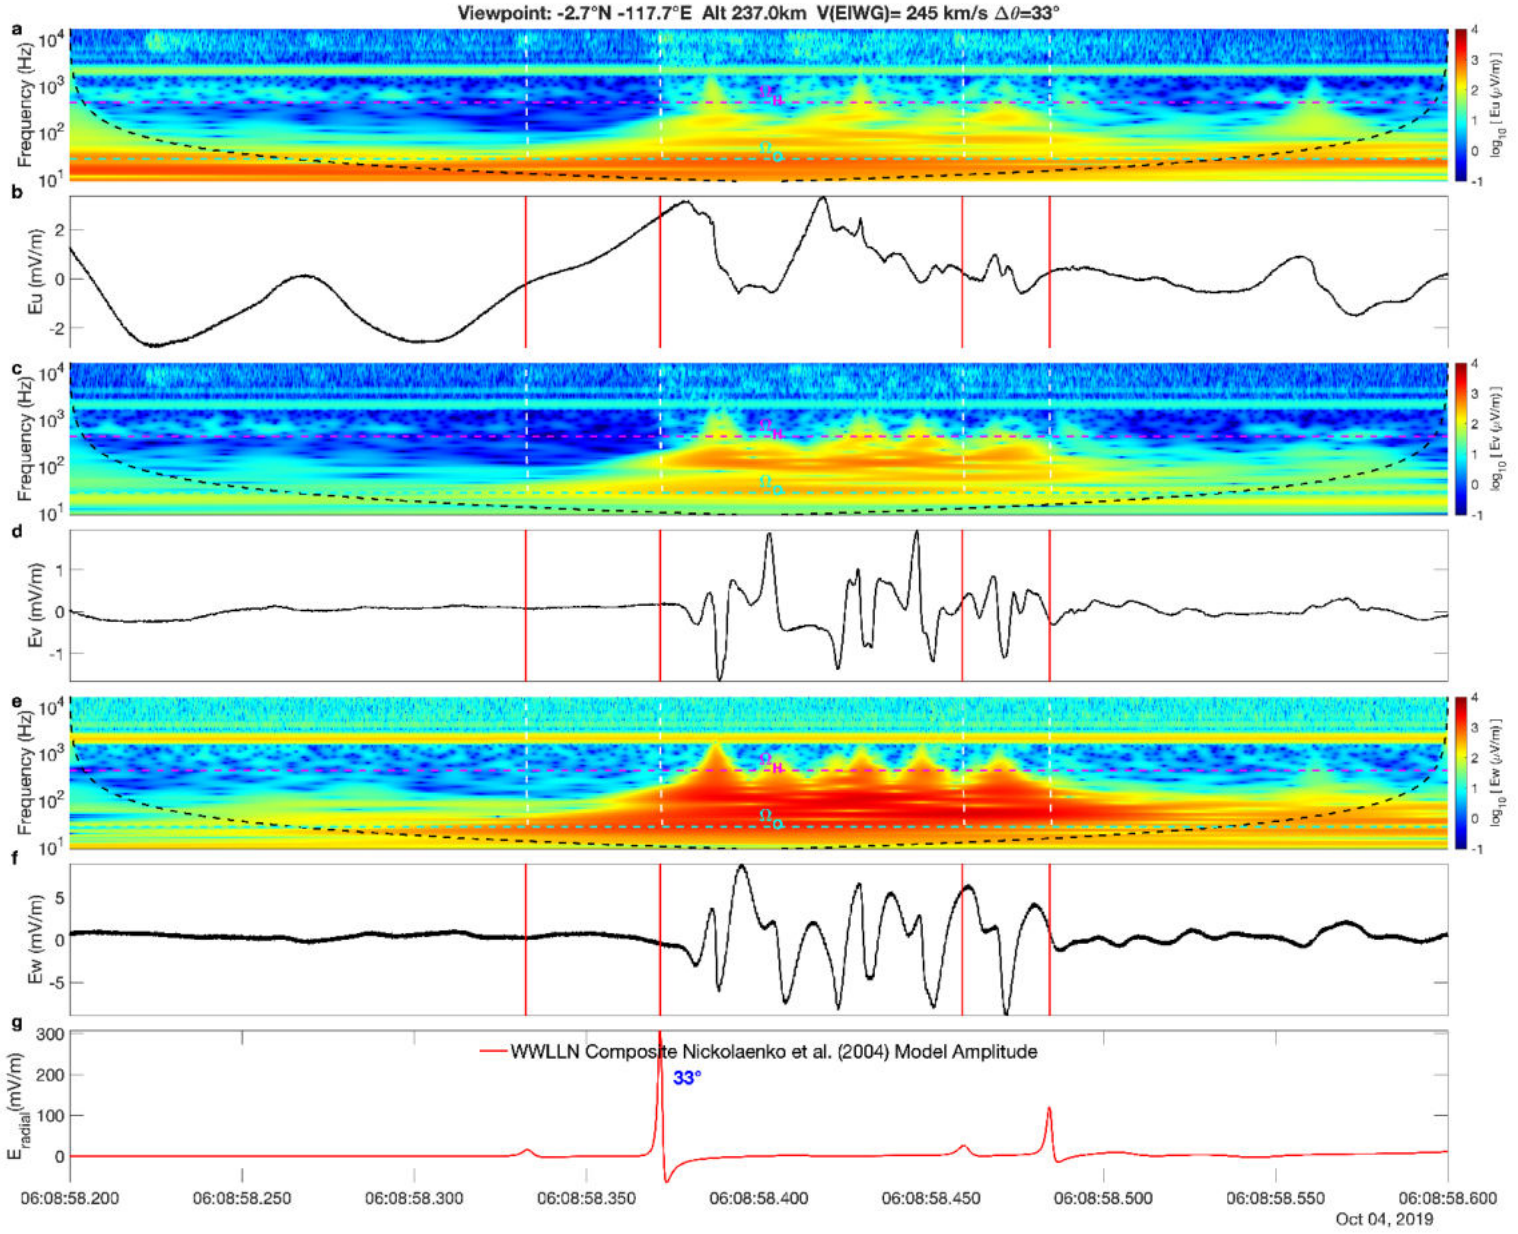 Viewpoint: -2.7°N -117.7°E Alt 237.0km V(EIWG)= 245 km/s Δθ=33°
a
Frequency (Hz)
10⁴
10³
10²
10¹
Ω_H
Ω_O
4
3
2
1
0
-1
log₁₀ [ Eu (μV/m) ]
b
Eu (mV/m)
2
0
-2
c
Frequency (Hz)
10⁴
10³
10²
10¹
Ω_H
Ω_O
4
3
2
1
0
-1
log₁₀ [ Ev (μV/m) ]
d
Ev (mV/m)
1
0
-1
e
Frequency (Hz)
10⁴
10³
10²
10¹
Ω_H
Ω_O
4
3
2
1
0
-1
log₁₀ [ Ew (μV/m) ]
f
Ew (mV/m)
5
0
-5
g
E_radial (mV/m)
300
200
100
0
WWLLN Composite Nickolaenko et al. (2004) Model Amplitude
33°
06:08:58.200 06:08:58.250 06:08:58.300 06:08:58.350 06:08:58.400 06:08:58.450 06:08:58.500 06:08:58.550 06:08:58.600
Oct 04, 2019